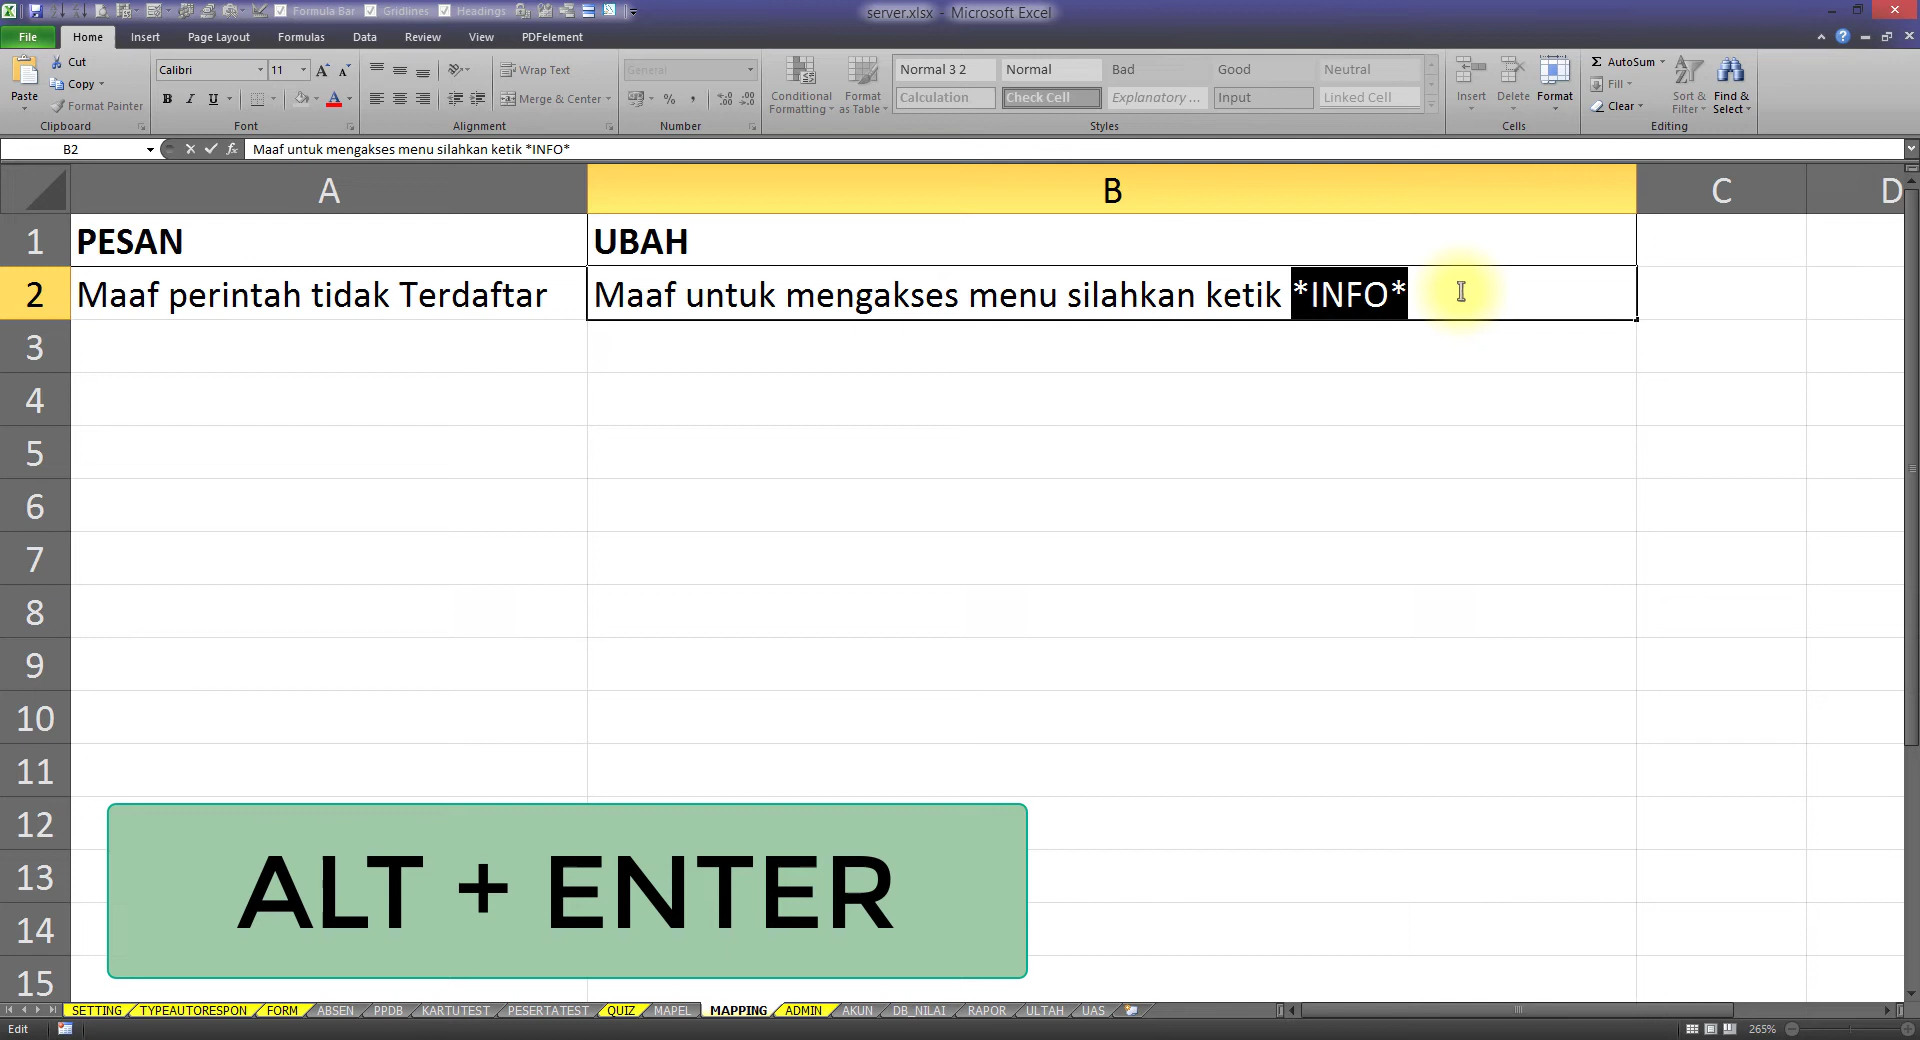 server.xlsx - Microsoft Excel
Formula Bar Gridlines Headings
File Home Insert Page Layout Formulas Data Review View PDFelement
Paste
Cut
Copy
Format Painter
Clipboard
Calibri 11
B I U
Font
Wrap Text
Merge & Center
Alignment
General
%
Number
Conditional Formatting
Format as Table
Normal 3 2 Normal Bad Good Neutral
Calculation Check Cell Explanatory ... Input Linked Cell
Styles
Insert Delete Format
Cells
AutoSum
Fill
Clear
Sort & Filter
Find & Select
Editing
B2 fx Maaf untuk mengakses menu silahkan ketik *INFO*
A B C D
1 PESAN UBAH
2 Maaf perintah tidak Terdaftar Maaf untuk mengakses menu silahkan ketik *INFO*
3
4
5
6
7
8
9
10
11
12
13
14
15
ALT + ENTER
SETTING TYPEAUTORESPON FORM ABSEN PPDB KARTUTEST PESERTATEST QUIZ MAPEL MAPPING ADMIN AKUN DB_NILAI RAPOR ULTAH UAS
Edit 265%